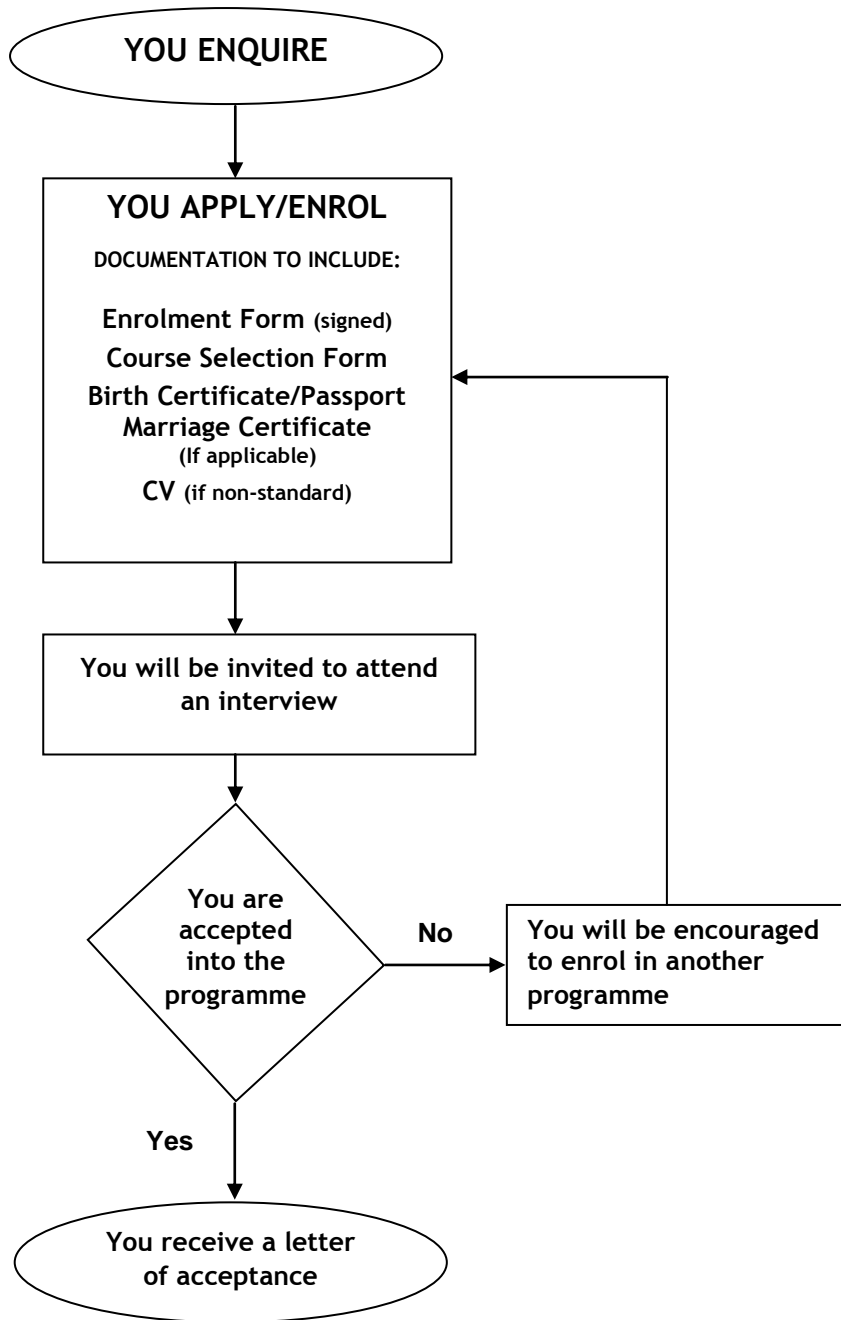 YOU ENQUIRE
YOU APPLY/ENROL
DOCUMENTATION TO INCLUDE:
Enrolment Form (signed)
Course Selection Form
Birth Certificate/Passport
Marriage Certificate
(If applicable)
CV (if non-standard)
You will be invited to attend
an interview
You are
accepted
into the
programme
No
You will be encouraged
to enrol in another
programme
Yes
You receive a letter
of acceptance